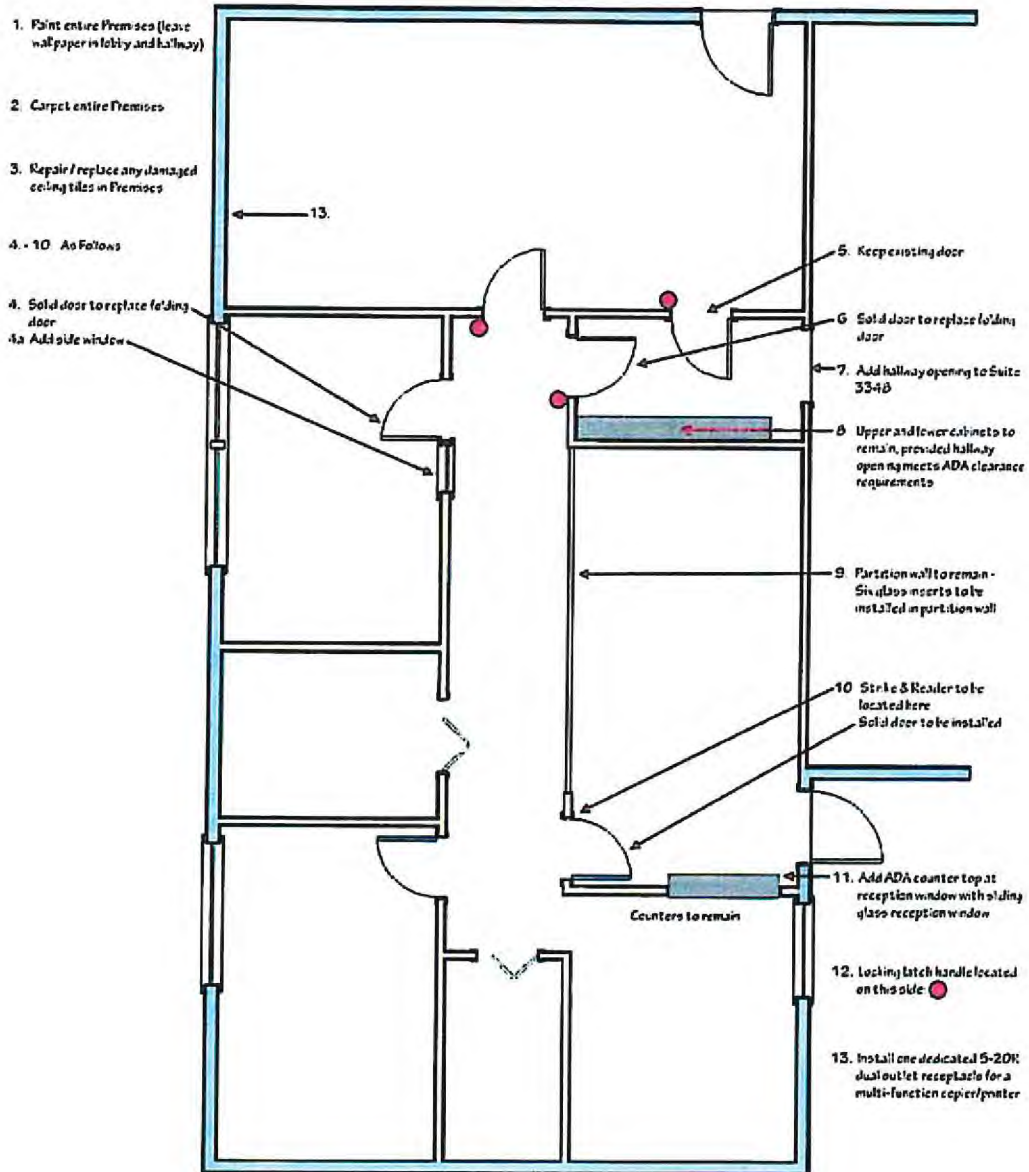 1. Paint entire Premises (leave
wallpaper in lobby and hallway)
2. Carpet entire Premises
3. Repair / replace any damaged
ceiling tiles in Premises
4. - 10 As Follows
4. Solid door to replace folding
door
4a Add side window
13.
5. Keep existing door
6 Solid door to replace folding
door
7. Add hallway opening to Suite
334B
8 Upper and lower cabinets to
remain, provided hallway
opening meets ADA clearance
requirements
9. Partition wall to remain -
Six glass inserts to be
installed in partition wall
10 Strike & Reader to be
located here
Solid door to be installed
11. Add ADA counter top at
reception window with sliding
glass reception window
Counters to remain
12. Locking latch handle located
on this side
13. Install one dedicated 5-20R
dual outlet receptacle for a
multi-function copier/printer